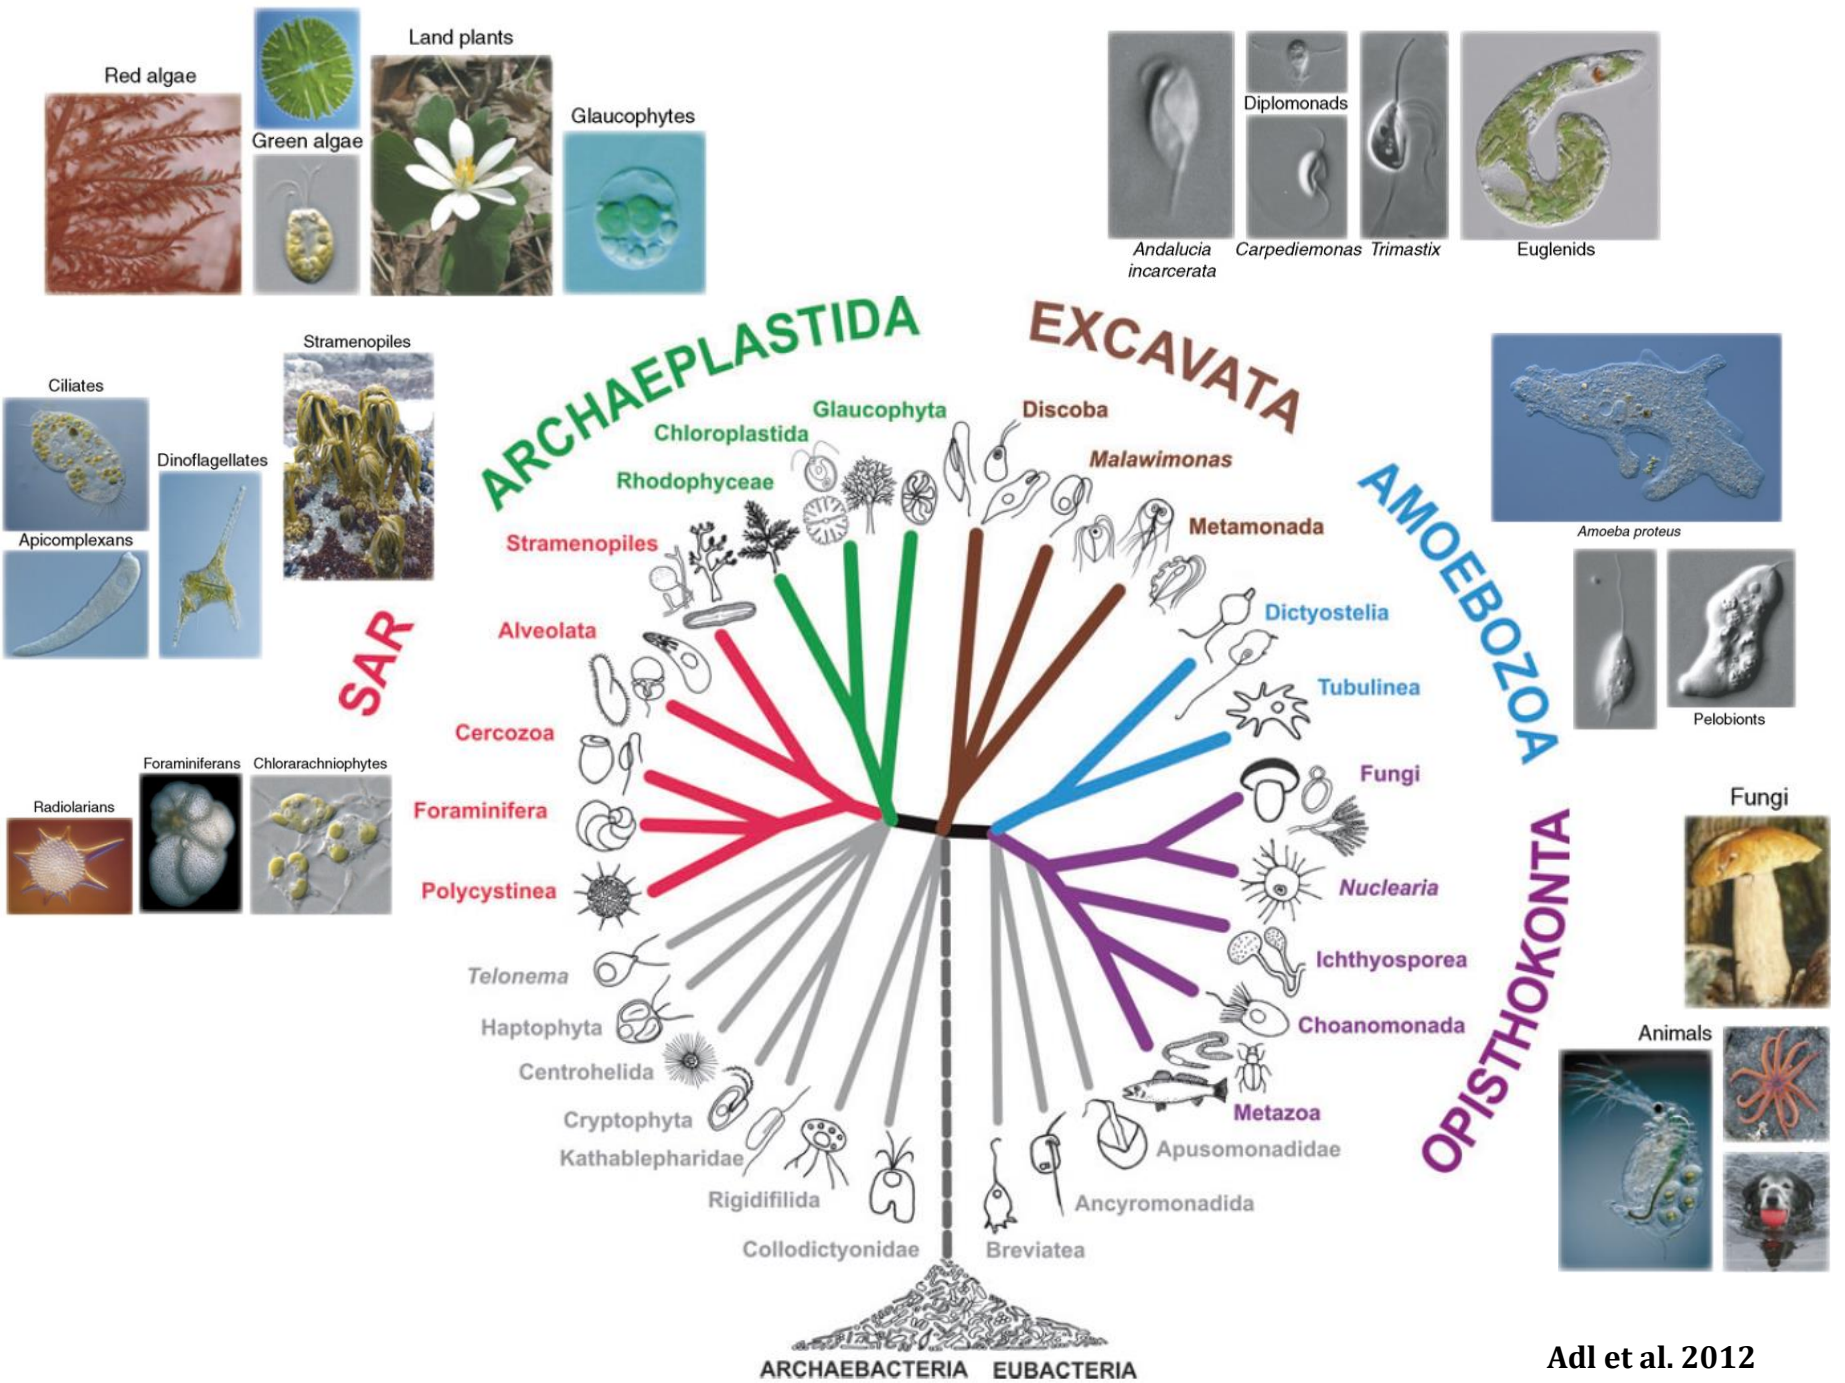 Land plants
Red algae
Green algae
Glaucophytes
Diplomonads
Andalucia
incarcerata
Carpediemonas
Trimastix
Euglenids
ARCHAEPLASTIDA
EXCAVATA
Stramenopiles
Ciliates
Dinoflagellates
Apicomplexans
SAR
Radiolarians
Foraminiferans
Chlorarachniophytes
Glaucophyta
Chloroplastida
Rhodophyceae
Stramenopiles
Alveolata
Cercozoa
Foraminifera
Polycystinea
Telonema
Haptophyta
Centrohelida
Cryptophyta
Kathablepharidae
Rigidifilida
Collodictyonidae
Discoba
Malawimonas
Metamonada
Dictyostelia
Tubulinea
Fungi
Nuclearia
Ichthyosporea
Choanomonada
Metazoa
Apusomonadidae
Ancyromonadida
Breviatea
AMOEBOZOA
Amoeba proteus
Pelobionts
OPISTHOKONTA
Fungi
Animals
ARCHAEBACTERIA EUBACTERIA
Adl et al. 2012